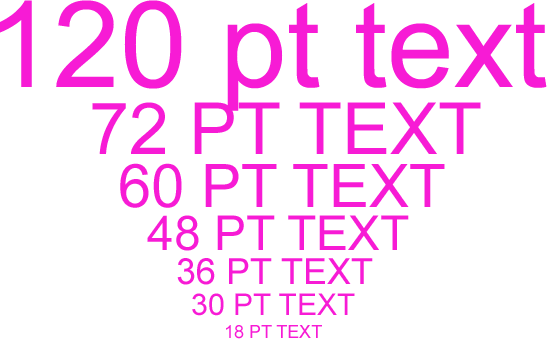 120 pt text
72 PT TEXT
60 PT TEXT
48 PT TEXT
36 PT TEXT
30 PT TEXT
18 PT TEXT